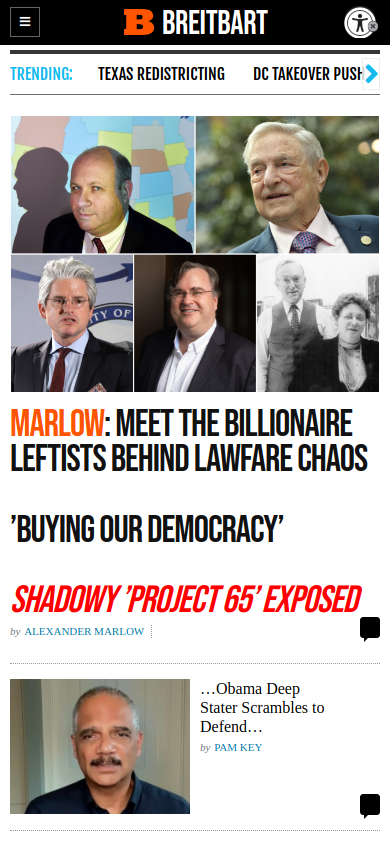 BREITBART
TRENDING:
TEXAS REDISTRICTING
DC TAKEOVER PUSH
MARLOW: MEET THE BILLIONAIRE
LEFTISTS BEHIND LAWFARE CHAOS
’BUYING OUR DEMOCRACY’
SHADOWY ’PROJECT 65’ EXPOSED
by ALEXANDER MARLOW
…Obama Deep
Stater Scrambles to
Defend…
by PAM KEY